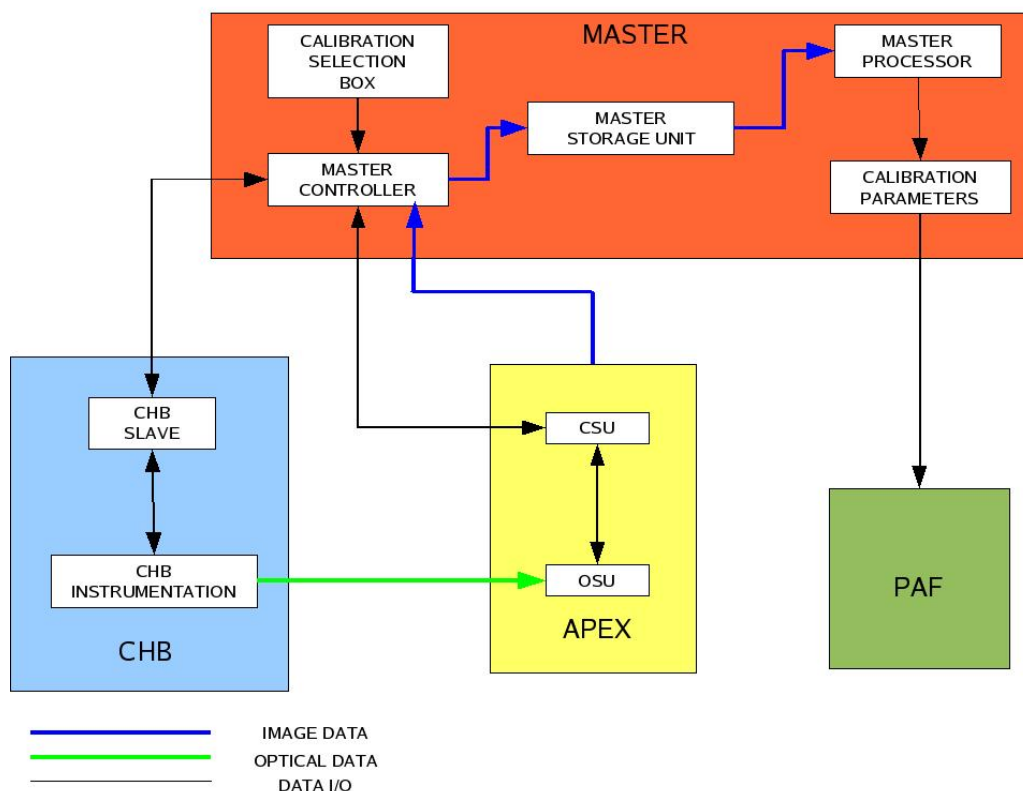 MASTER
CALIBRATION
SELECTION
BOX
MASTER
PROCESSOR
MASTER
STORAGE UNIT
MASTER
CONTROLLER
CALIBRATION
PARAMETERS
CHB
SLAVE
CSU
CHB
INSTRUMENTATION
OSU
PAF
APEX
CHB
IMAGE DATA
OPTICAL DATA
DATA I/O